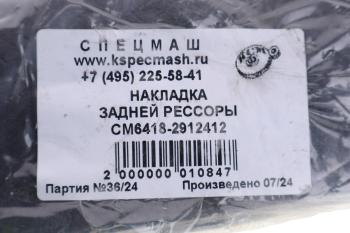 СПЕЦМАШ
www.kspecmash.ru
+7 (495) 225-58-41
НАКЛАДКА
ЗАДНЕЙ РЕССОРЫ
СМ6418-2912412
2 000000 010847
Партия №36/24 Произведено 07/24